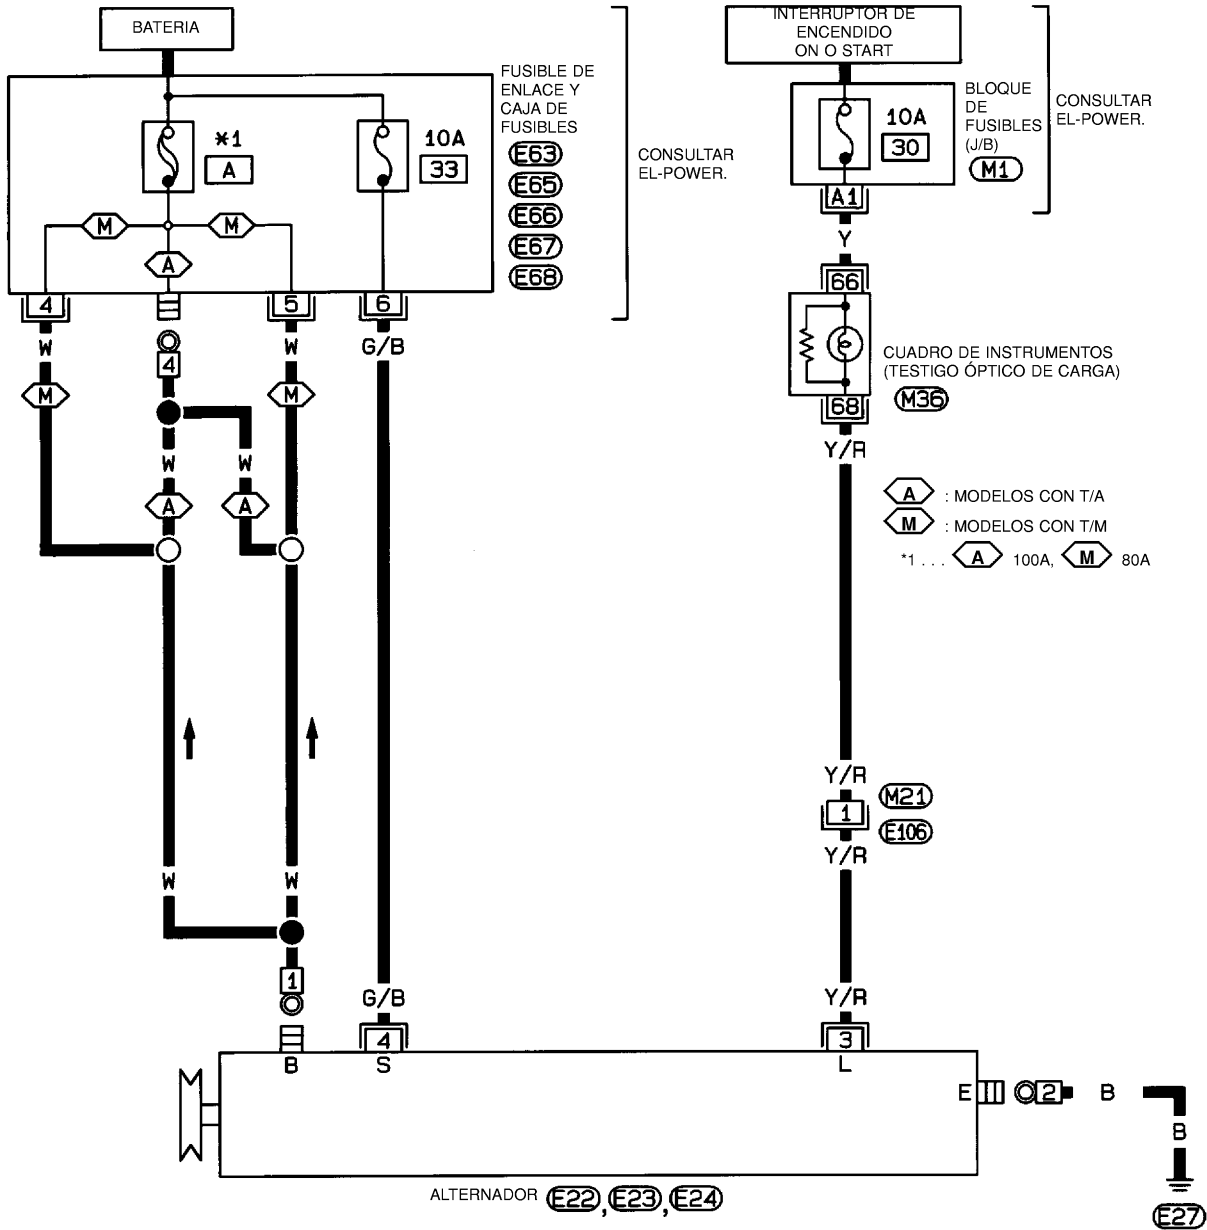 BATERIA
FUSIBLE DE
ENLACE Y
CAJA DE
FUSIBLES
E63
E65
E66
E67
E68
*1
A
10A
33
M
M
A
4
5
6
CONSULTAR
EL-POWER.
INTERRUPTOR DE
ENCENDIDO
ON O START
10A
30
BLOQUE
DE
FUSIBLES
(J/B)
M1
CONSULTAR
EL-POWER.
A1
Y
66
CUADRO DE INSTRUMENTOS
(TESTIGO ÓPTICO DE CARGA)
M36
68
Y/R
W
4
W
G/B
M
M
W
W
A
A
A : MODELOS CON T/A
M : MODELOS CON T/M
*1 . . . A 100A, M 80A
Y/R
1
M21
E106
Y/R
W
W
1
G/B
Y/R
4
3
B
S
L
E
2
B
B
E27
ALTERNADOR E22, E23, E24